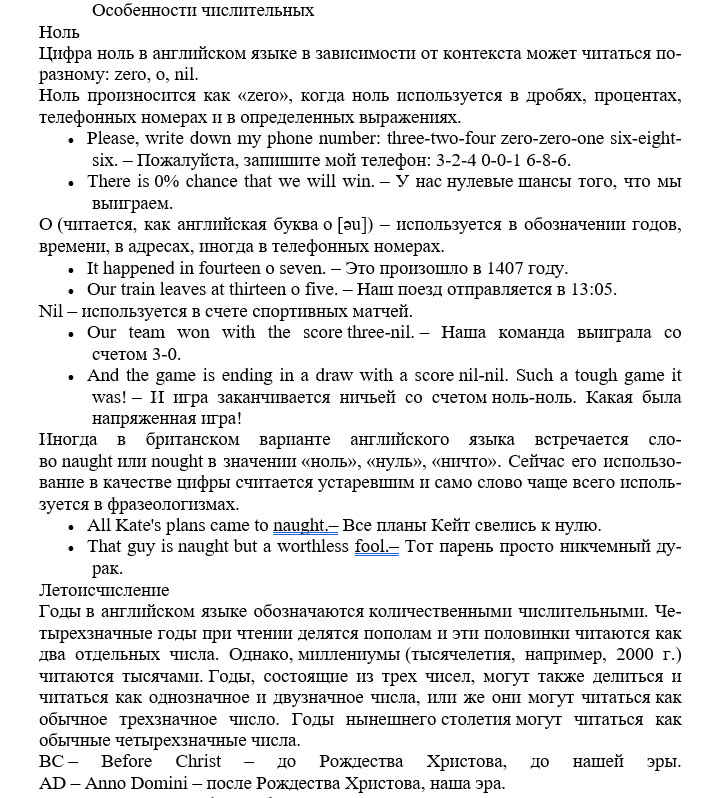 Особенности числительных
Ноль
Цифра ноль в английском языке в зависимости от контекста может читаться по-
разному: zero, o, nil.
Ноль произносится как «zero», когда ноль используется в дробях, процентах,
телефонных номерах и в определенных выражениях.
• Please, write down my phone number: three-two-four zero-zero-one six-eight-
six. – Пожалуйста, запишите мой телефон: 3-2-4 0-0-1 6-8-6.
• There is 0% chance that we will win. – У нас нулевые шансы того, что мы
выиграем.
O (читается, как английская буква o [əu]) – используется в обозначении годов,
времени, в адресах, иногда в телефонных номерах.
• It happened in fourteen o seven. – Это произошло в 1407 году.
• Our train leaves at thirteen o five. – Наш поезд отправляется в 13:05.
Nil – используется в счете спортивных матчей.
• Our team won with the score three-nil. – Наша команда выиграла со
счетом 3-0.
• And the game is ending in a draw with a score nil-nil. Such a tough game it
was! – И игра заканчивается ничьей со счетом ноль-ноль. Какая была
напряженная игра!
Иногда в британском варианте английского языка встречается сло-
во naught или nought в значении «ноль», «нуль», «ничто». Сейчас его использо-
вание в качестве цифры считается устаревшим и само слово чаще всего исполь-
зуется в фразеологизмах.
• All Kate's plans came to naught.– Все планы Кейт свелись к нулю.
• That guy is naught but a worthless fool.– Тот парень просто никчемный ду-
рак.
Летоисчисление
Годы в английском языке обозначаются количественными числительными. Че-
тырехзначные годы при чтении делятся пополам и эти половинки читаются как
два отдельных числа. Однако, миллениумы (тысячелетия, например, 2000 г.)
читаются тысячами. Годы, состоящие из трех чисел, могут также делиться и
читаться как однозначное и двузначное числа, или же они могут читаться как
обычное трехзначное число. Годы нынешнего столетия могут читаться как
обычные четырехзначные числа.
BC – Before Christ – до Рождества Христова, до нашей эры.
AD – Anno Domini – после Рождества Христова, наша эра.